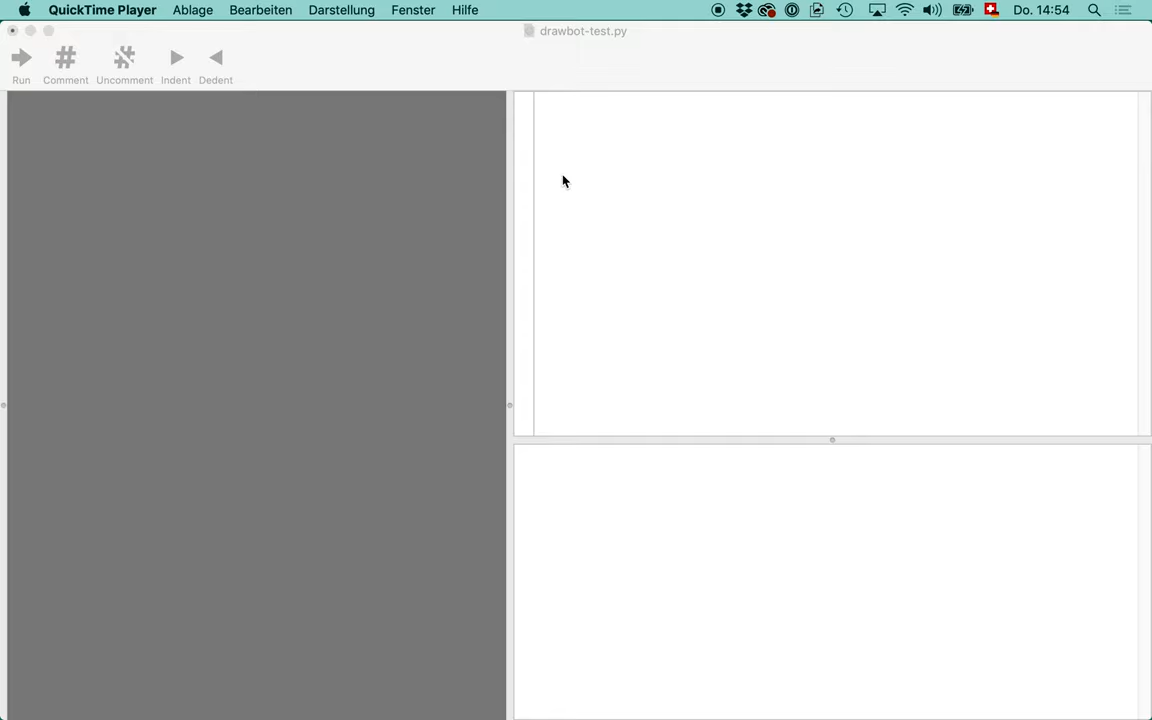 QuickTime Player Ablage Bearbeiten Darstellung Fenster Hilfe Do. 14:54
drawbot-test.py
Run Comment Uncomment Indent Dedent